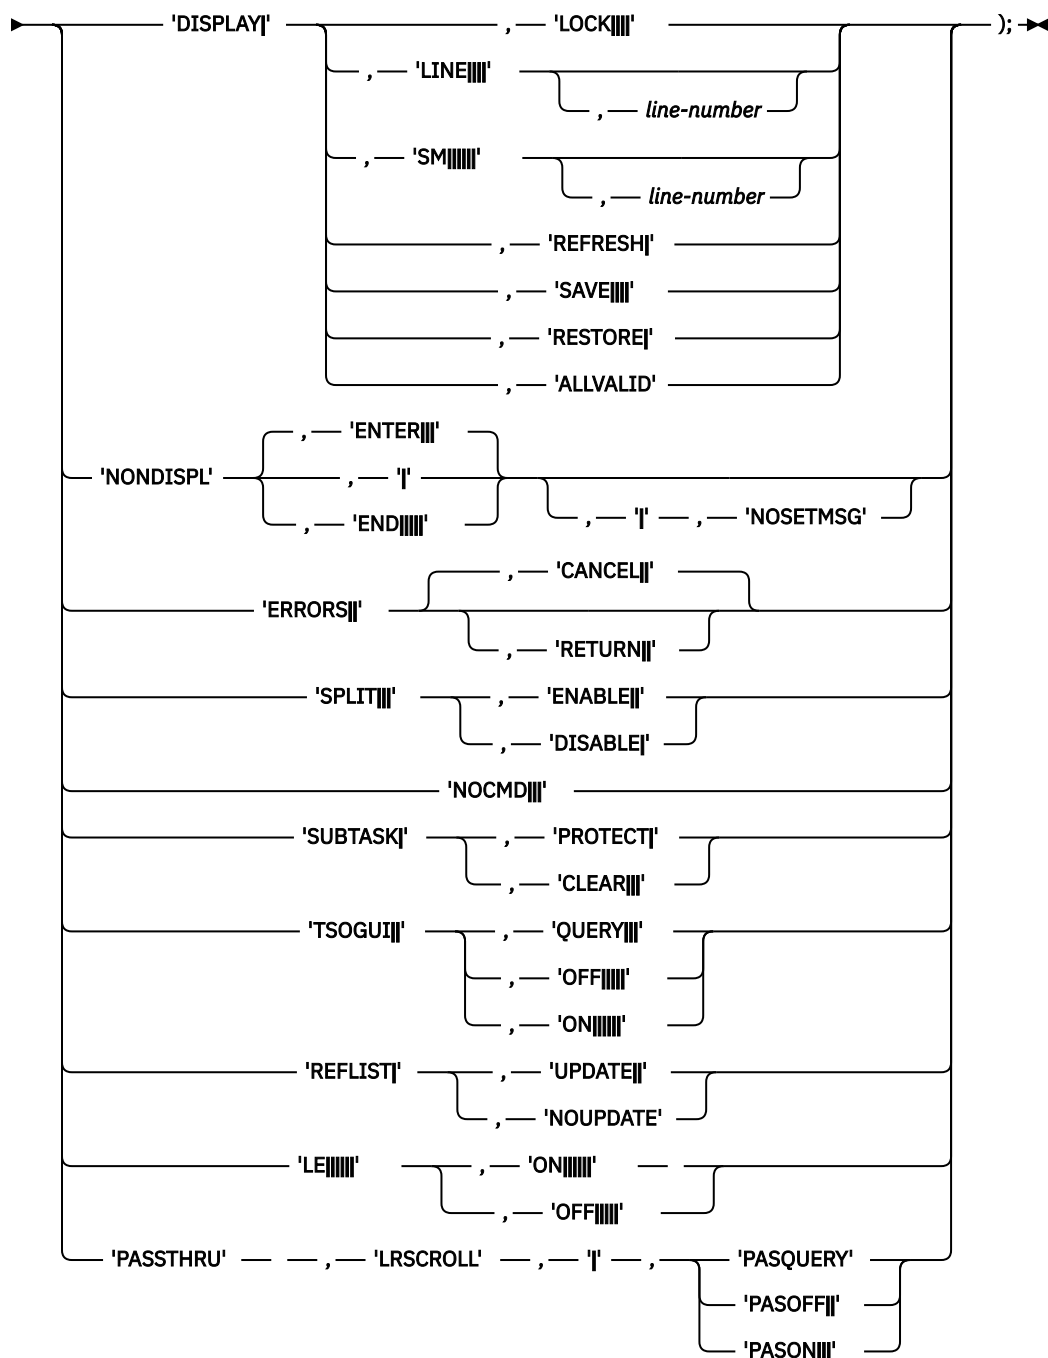 'DISPLAY|' , 'LOCK||||' );
, 'LINE||||'
, line-number
, 'SM||||||'
, line-number
, 'REFRESH|'
, 'SAVE||||'
, 'RESTORE|'
, 'ALLVALID'
, 'ENTER|||'
'NONDISPL' , '|'
, 'END|||||' , '|' , 'NOSETMSG'
, 'CANCEL||'
'ERRORS||'
, 'RETURN||'
'SPLIT|||' , 'ENABLE||'
, 'DISABLE|'
'NOCMD|||'
'SUBTASK|' , 'PROTECT|'
, 'CLEAR|||'
'TSOGUI||' , 'QUERY|||'
, 'OFF|||||'
, 'ON||||||'
'REFLIST|' , 'UPDATE||'
, 'NOUPDATE'
'LE||||||' , 'ON||||||'
, 'OFF|||||'
'PASSTHRU' , 'LRSCROLL' , '|' , 'PASQUERY'
'PASOFF||'
'PASON|||'